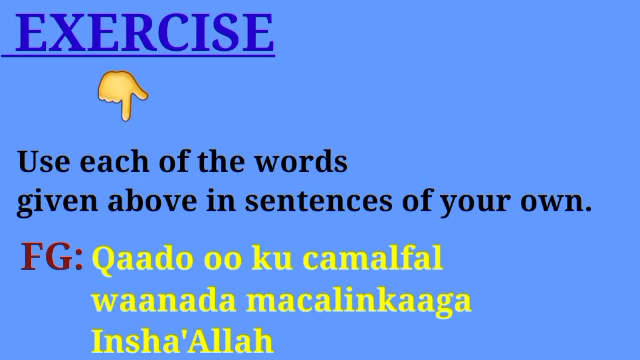 EXERCISE
Use each of the words
given above in sentences of your own.
FG: Qaado oo ku camalfal
waanada macalinkaaga
Insha'Allah